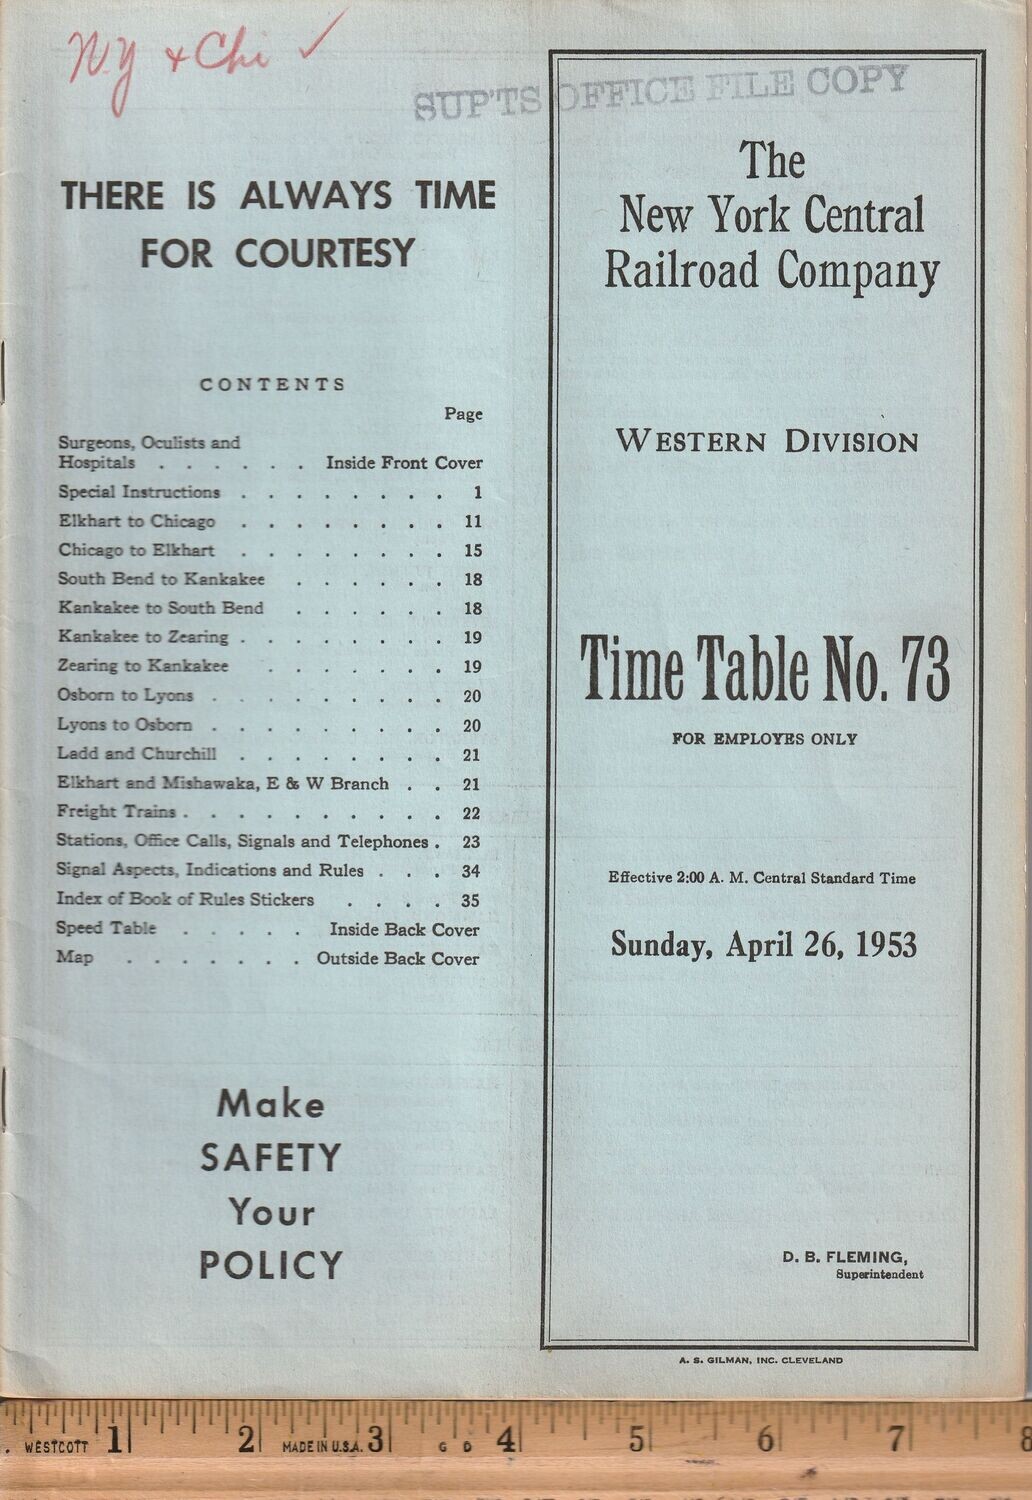 N.Y & Chi ✓
SUP'TS OFFICE FILE COPY
THERE IS ALWAYS TIME
FOR COURTESY
CONTENTS
Page
Surgeons, Oculists and
Hospitals . . . . . . Inside Front Cover
Special Instructions . . . . . . . . 1
Elkhart to Chicago . . . . . . . . 11
Chicago to Elkhart . . . . . . . . 15
South Bend to Kankakee . . . . . . 18
Kankakee to South Bend . . . . . . 18
Kankakee to Zearing . . . . . . . . 19
Zearing to Kankakee . . . . . . . 19
Osborn to Lyons . . . . . . . . . 20
Lyons to Osborn . . . . . . . . . 20
Ladd and Churchill . . . . . . . . 21
Elkhart and Mishawaka, E & W Branch . . 21
Freight Trains . . . . . . . . . . 22
Stations, Office Calls, Signals and Telephones . 23
Signal Aspects, Indications and Rules . . . 34
Index of Book of Rules Stickers . . . . 35
Speed Table . . . . . Inside Back Cover
Map . . . . . . . Outside Back Cover
Make
SAFETY
Your
POLICY
The
New York Central
Railroad Company
WESTERN DIVISION
Time Table No. 73
FOR EMPLOYES ONLY
Effective 2:00 A. M. Central Standard Time
Sunday, April 26, 1953
D. B. FLEMING,
Superintendent
A. S. GILMAN, INC. CLEVELAND
WESTCOTT 1 2 MADE IN U.S.A. 3 4 5 6 7 8